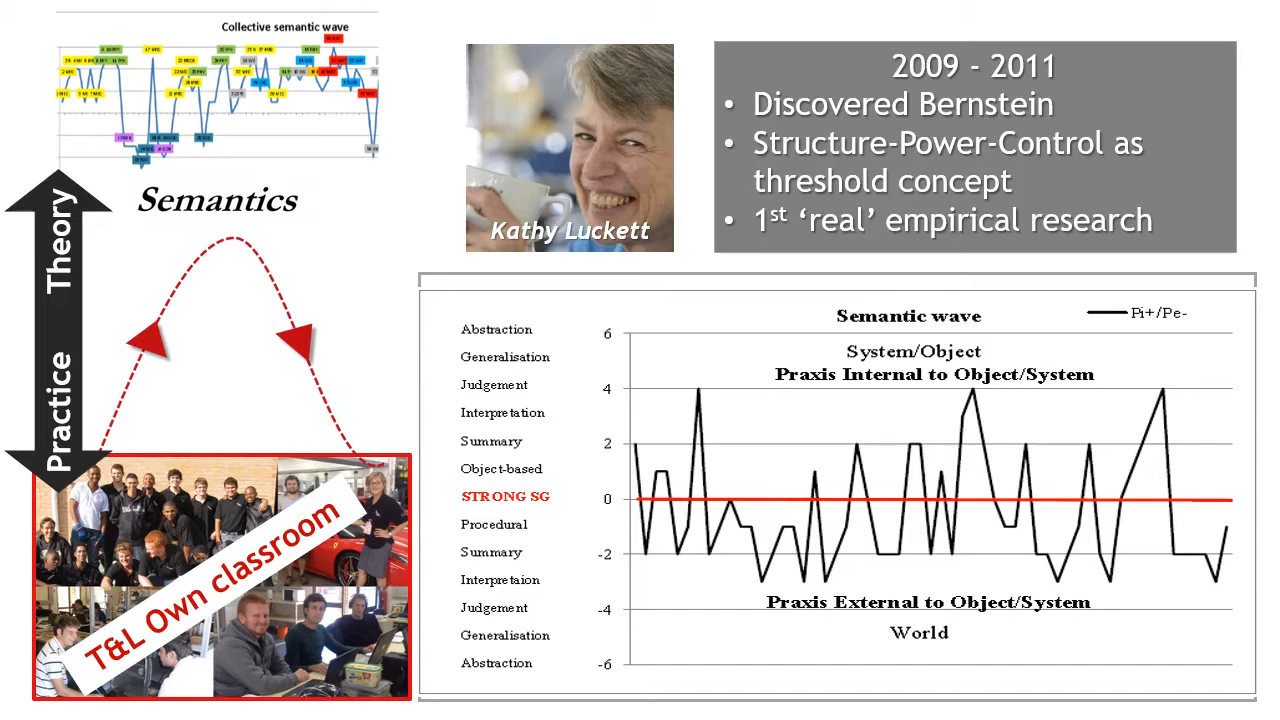 Collective semantic wave
Semantics
Theory
Practice
T&L Own classroom
Kathy Luckett
2009 - 2011
• Discovered Bernstein
• Structure-Power-Control as
threshold concept
• 1st ‘real’ empirical research
Semantic wave
Pi+/Pe-
System/Object
Praxis Internal to Object/System
Abstraction
Generalisation
Judgement
Interpretation
Summary
Object-based
STRONG SG
Procedural
Summary
Interpretaion
Judgement
Generalisation
Abstraction
6
4
2
0
-2
-4
-6
Praxis External to Object/System
World